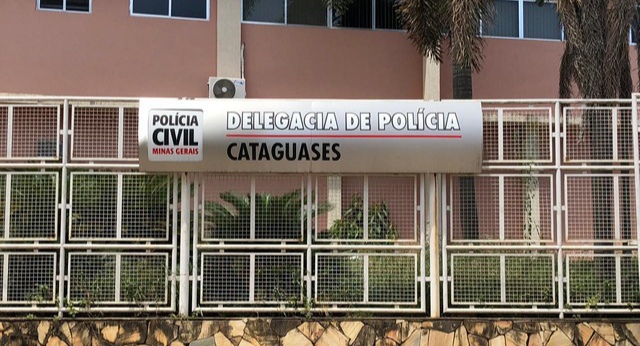 POLÍCIA
CIVIL
MINAS GERAIS
DELEGACIA DE POLÍCIA
CATAGUASES